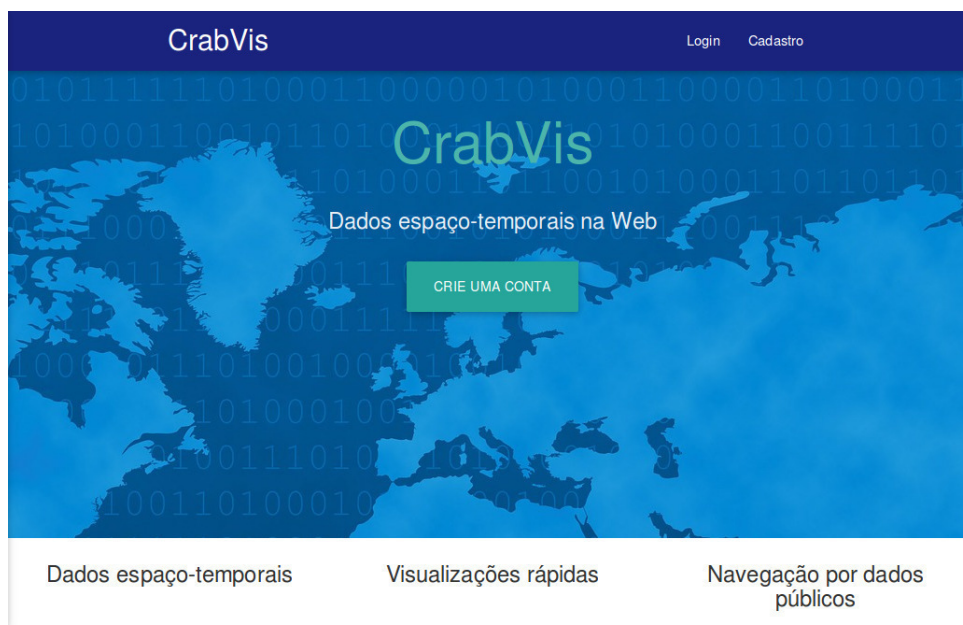 CrabVis
Login Cadastro
CrabVis
Dados espaço-temporais na Web
CRIE UMA CONTA
Dados espaço-temporais
Visualizações rápidas
Navegação por dados
públicos